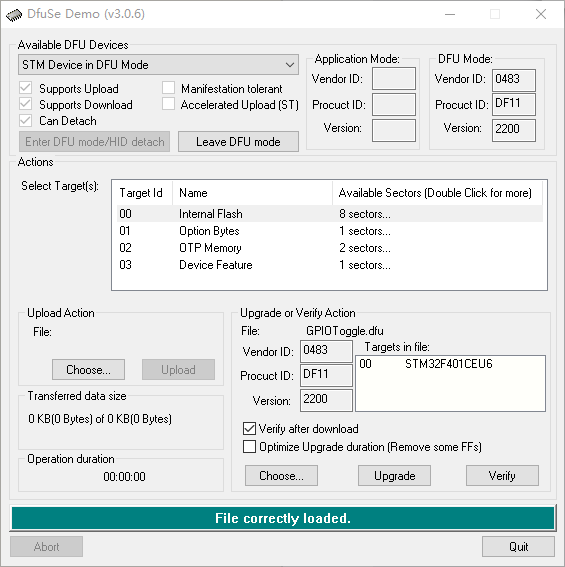 DfuSe Demo (v3.0.6)
Available DFU Devices
STM Device in DFU Mode
Supports Upload
Manifestation tolerant
Supports Download
Accelerated Upload (ST)
Can Detach
Enter DFU mode/HID detach
Leave DFU mode
Application Mode:
Vendor ID:
Procuct ID:
Version:
DFU Mode:
Vendor ID: 0483
Procuct ID: DF11
Version: 2200
Actions
Select Target(s):
Target Id Name Available Sectors (Double Click for more)
00 Internal Flash 8 sectors...
01 Option Bytes 1 sectors...
02 OTP Memory 2 sectors...
03 Device Feature 1 sectors...
Upload Action
File:
Choose... Upload
Transferred data size
0 KB(0 Bytes) of 0 KB(0 Bytes)
Operation duration
00:00:00
Upgrade or Verify Action
File: GPIOToggle.dfu
Vendor ID: 0483
Procuct ID: DF11
Version: 2200
Targets in file:
00 STM32F401CEU6
Verify after download
Optimize Upgrade duration (Remove some FFs)
Choose... Upgrade Verify
File correctly loaded.
Abort Quit